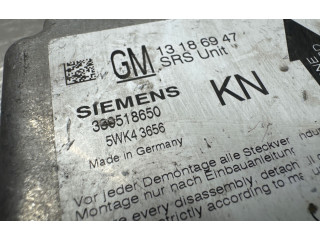 GM 13 18 69 47
SRS Unit
SIEMENS KN
330518650
5WK4 3656
Made in Germany
Vor jeder Demontage alle Steckver
Montage nur nach Einbauanleitung
every disassembly, detach
strictly according